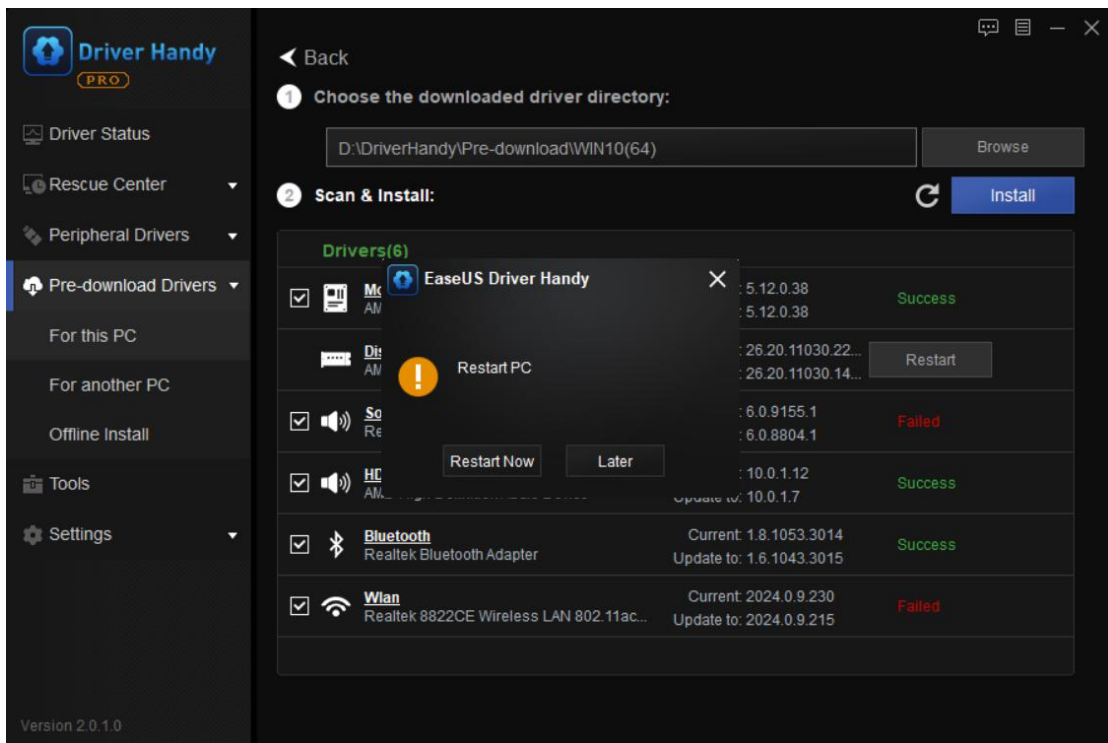 Driver Handy
PRO
Driver Status
Rescue Center
Peripheral Drivers
Pre-download Drivers
For this PC
For another PC
Offline Install
Tools
Settings
Version 2.0.1.0
Back
1 Choose the downloaded driver directory:
D:\DriverHandy\Pre-download\WIN10(64)
Browse
2 Scan & Install:
Install
Drivers(6)
: 5.12.0.38
: 5.12.0.38
Success
: 26.20.11030.22...
: 26.20.11030.14...
Restart
: 6.0.9155.1
: 6.0.8804.1
Failed
: 10.0.1.12
Update to: 10.0.1.7
Success
Bluetooth
Realtek Bluetooth Adapter
Current: 1.8.1053.3014
Update to: 1.6.1043.3015
Success
Wlan
Realtek 8822CE Wireless LAN 802.11ac...
Current: 2024.0.9.230
Update to: 2024.0.9.215
Failed
EaseUS Driver Handy
Restart PC
Restart Now
Later